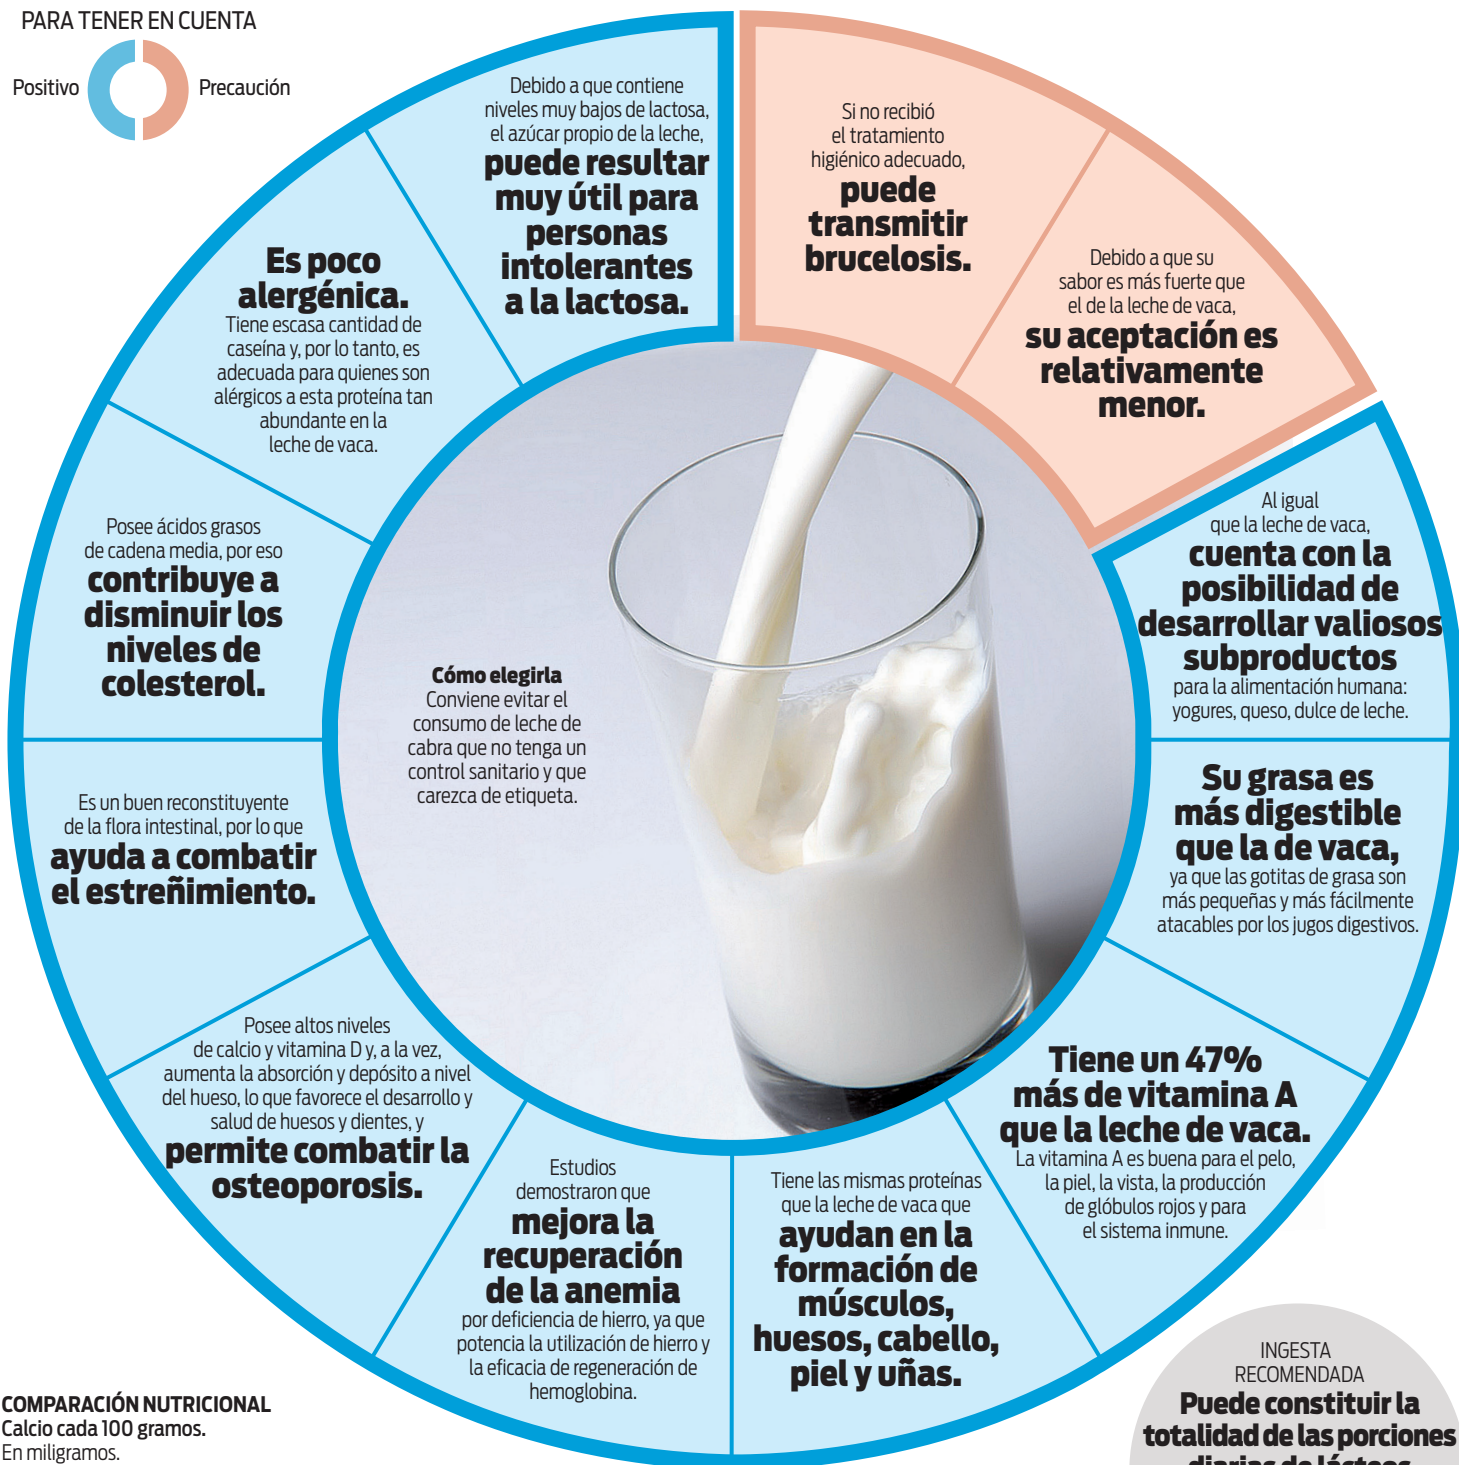 PARA TENER EN CUENTA
Positivo
Precaución
Debido a que contiene
niveles muy bajos de lactosa,
el azúcar propio de la leche,
puede resultar
muy útil para
personas
intolerantes
a la lactosa.
Si no recibió
el tratamiento
higiénico adecuado,
puede
transmitir
brucelosis.
Debido a que su
sabor es más fuerte que
el de la leche de vaca,
su aceptación es
relativamente
menor.
Al igual
que la leche de vaca,
cuenta con la
posibilidad de
desarrollar valiosos
subproductos
para la alimentación humana:
yogures, queso, dulce de leche.
Su grasa es
más digestible
que la de vaca,
ya que las gotitas de grasa son
más pequeñas y más fácilmente
atacables por los jugos digestivos.
Tiene un 47%
más de vitamina A
que la leche de vaca.
La vitamina A es buena para el pelo,
la piel, la vista, la producción
de glóbulos rojos y para
el sistema inmune.
Tiene las mismas proteínas
que la leche de vaca que
ayudan en la
formación de
músculos,
huesos, cabello,
piel y uñas.
Estudios
demostraron que
mejora la
recuperación
de la anemia
por deficiencia de hierro, ya que
potencia la utilización de hierro y
la eficacia de regeneración de
hemoglobina.
Posee altos niveles
de calcio y vitamina D y, a la vez,
aumenta la absorción y depósito a nivel
del hueso, lo que favorece el desarrollo y
salud de huesos y dientes, y
permite combatir la
osteoporosis.
Es un buen reconstituyente
de la flora intestinal, por lo que
ayuda a combatir
el estreñimiento.
Posee ácidos grasos
de cadena media, por eso
contribuye a
disminuir los
niveles de
colesterol.
Es poco
alergénica.
Tiene escasa cantidad de
caseína y, por lo tanto, es
adecuada para quienes son
alérgicos a esta proteína tan
abundante en la
leche de vaca.
Cómo elegirla
Conviene evitar el
consumo de leche de
cabra que no tenga un
control sanitario y que
carezca de etiqueta.
COMPARACIÓN NUTRICIONAL
Calcio cada 100 gramos.
En miligramos.
INGESTA
RECOMENDADA
Puede constituir la
totalidad de las porciones
diarias de lácteos